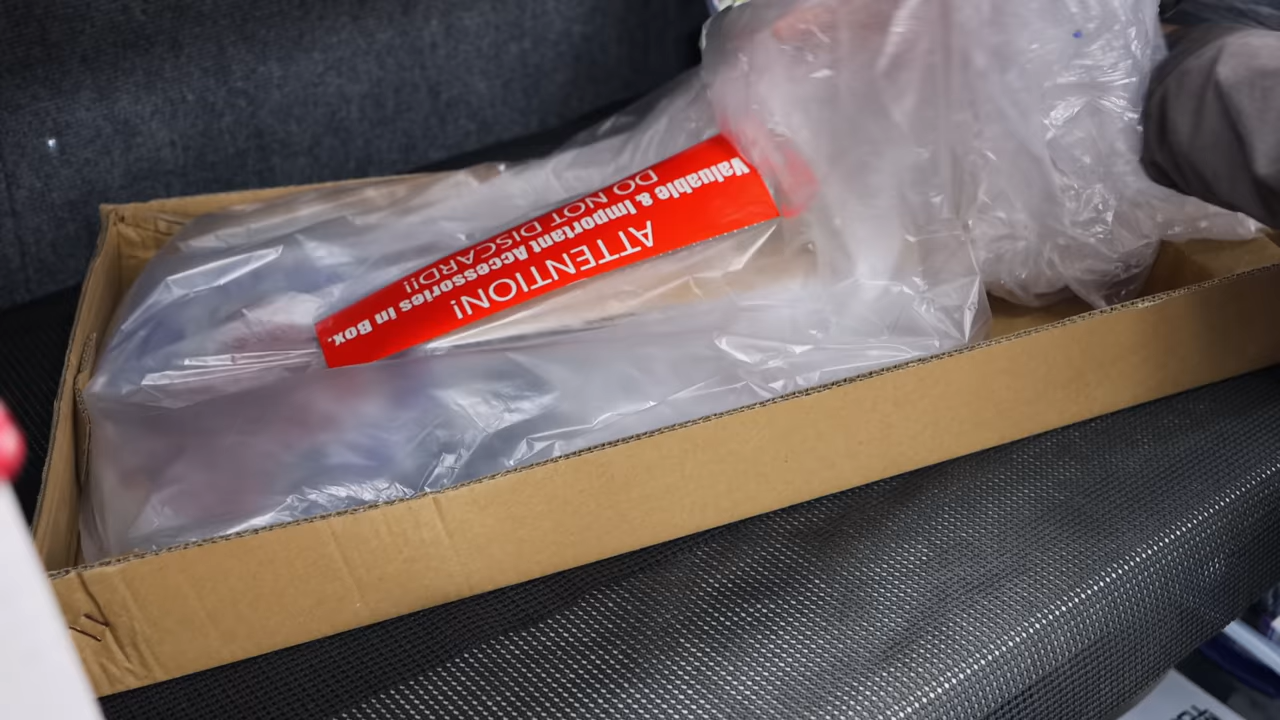 ATTENTION!
Valuable & Important Accessories in Box.
DO NOT DISCARD!!